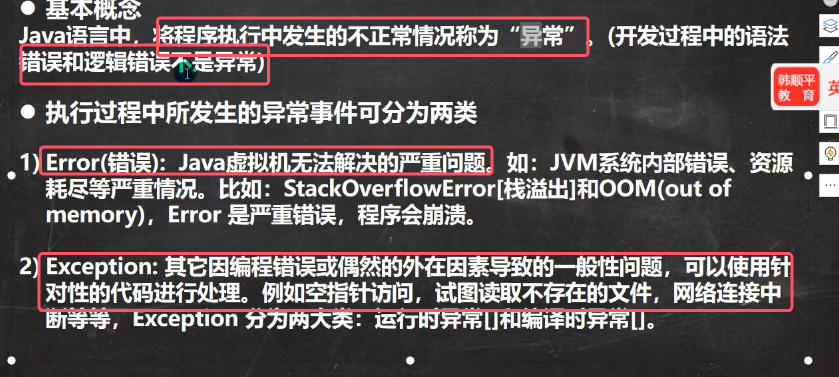 ● 基本概念
Java语言中，将程序执行中发生的不正常情况称为“异常”。(开发过程中的语法
错误和逻辑错误不是异常)
● 执行过程中所发生的异常事件可分为两类
1) Error(错误)：Java虚拟机无法解决的严重问题。如：JVM系统内部错误、资源
耗尽等严重情况。比如：StackOverflowError[栈溢出]和OOM(out of
memory)，Error 是严重错误，程序会崩溃。
2) Exception: 其它因编程错误或偶然的外在因素导致的一般性问题，可以使用针
对性的代码进行处理。例如空指针访问，试图读取不存在的文件，网络连接中
断等等，Exception 分为两大类：运行时异常[]和编译时异常[]。
韩顺平
教育
英